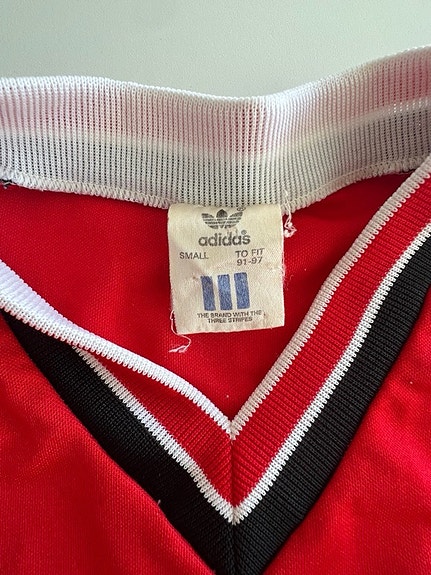 adidas
SMALL TO FIT
91-97
THE BRAND WITH THE
THREE STRIPES